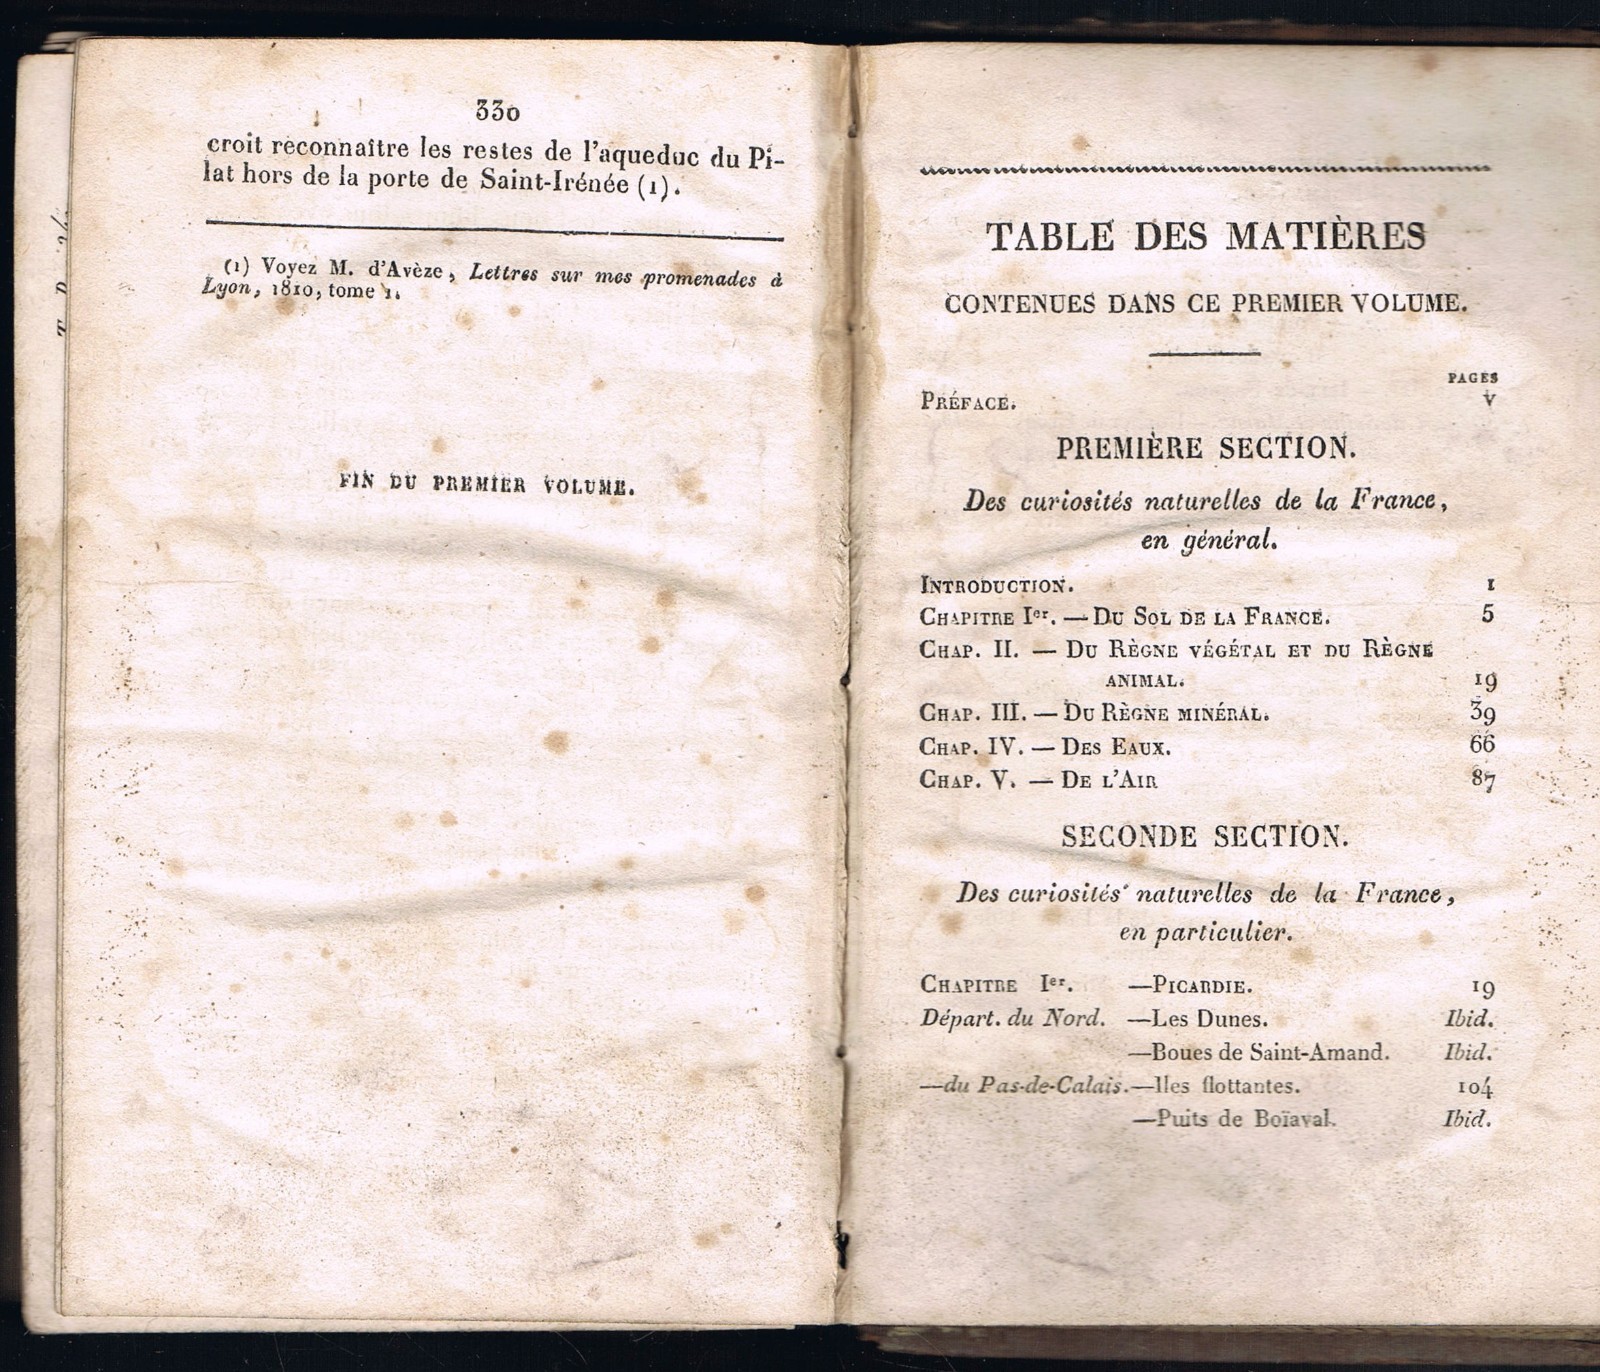 330
croit reconnaître les restes de l'aqueduc du Pi-
lat hors de la porte de Saint-Irénée (1).
(1) Voyez M. d'Avèze, Lettres sur mes promenades à
Lyon, 1810, tome 1.
FIN DU PREMIER VOLUME.
TABLE DES MATIÈRES
CONTENUES DANS CE PREMIER VOLUME.
PAGES
PRÉFACE. V
PREMIÈRE SECTION.
Des curiosités naturelles de la France,
en général.
INTRODUCTION. 1
CHAPITRE Ier. — DU SOL DE LA FRANCE. 5
CHAP. II. — DU RÈGNE VÉGÉTAL ET DU RÈGNE
ANIMAL. 19
CHAP. III. — DU RÈGNE MINÉRAL. 39
CHAP. IV. — DES EAUX. 66
CHAP. V. — DE L'AIR 87
SECONDE SECTION.
Des curiosités naturelles de la France,
en particulier.
CHAPITRE Ier. —PICARDIE. 19
Départ. du Nord. —Les Dunes. Ibid.
—Boues de Saint-Amand. Ibid.
—du Pas-de-Calais.—Iles flottantes. 104
—Puits de Boïaval. Ibid.